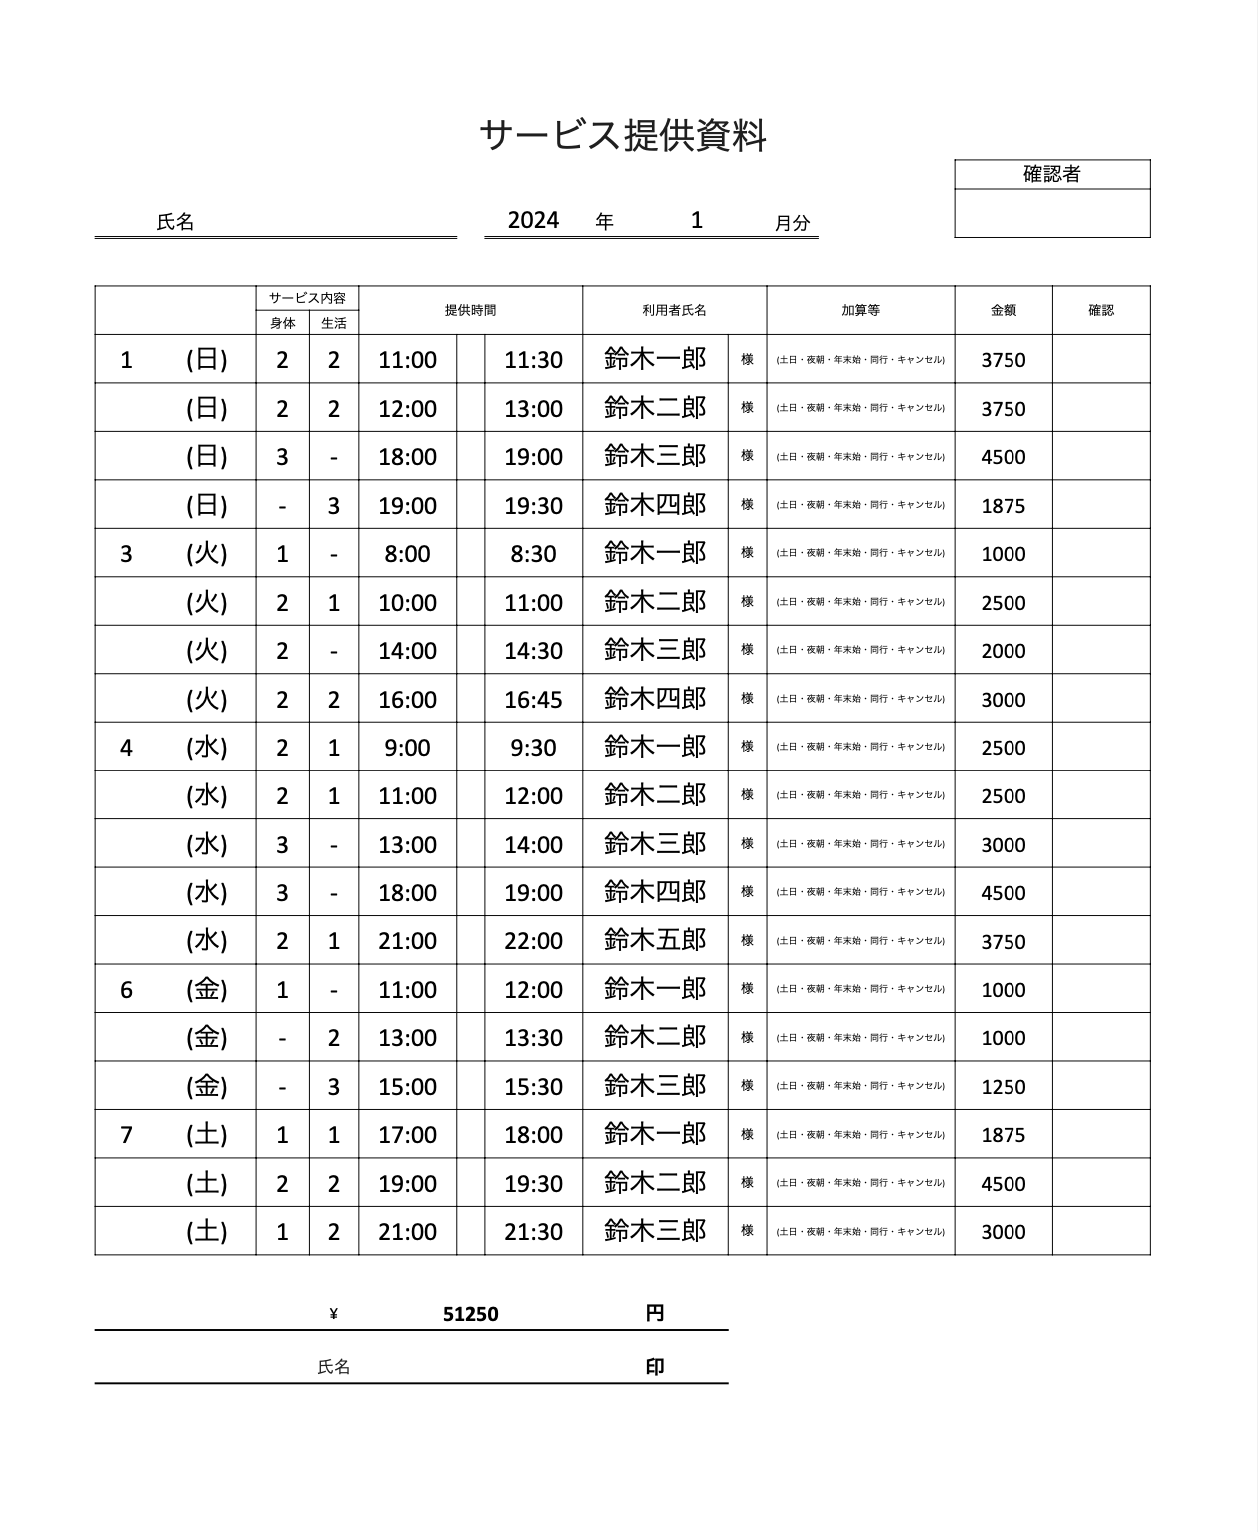 サービス提供資料
確認者
氏名 2024 年 1 月分
サービス内容 提供時間 利用者氏名 加算等 金額 確認
身体 生活
1 (日) 2 2 11:00 11:30 鈴木一郎 様 (土日・夜朝・年末始・同行・キャンセル) 3750
(日) 2 2 12:00 13:00 鈴木二郎 様 (土日・夜朝・年末始・同行・キャンセル) 3750
(日) 3 - 18:00 19:00 鈴木三郎 様 (土日・夜朝・年末始・同行・キャンセル) 4500
(日) - 3 19:00 19:30 鈴木四郎 様 (土日・夜朝・年末始・同行・キャンセル) 1875
3 (火) 1 - 8:00 8:30 鈴木一郎 様 (土日・夜朝・年末始・同行・キャンセル) 1000
(火) 2 1 10:00 11:00 鈴木二郎 様 (土日・夜朝・年末始・同行・キャンセル) 2500
(火) 2 - 14:00 14:30 鈴木三郎 様 (土日・夜朝・年末始・同行・キャンセル) 2000
(火) 2 2 16:00 16:45 鈴木四郎 様 (土日・夜朝・年末始・同行・キャンセル) 3000
4 (水) 2 1 9:00 9:30 鈴木一郎 様 (土日・夜朝・年末始・同行・キャンセル) 2500
(水) 2 1 11:00 12:00 鈴木二郎 様 (土日・夜朝・年末始・同行・キャンセル) 2500
(水) 3 - 13:00 14:00 鈴木三郎 様 (土日・夜朝・年末始・同行・キャンセル) 3000
(水) 3 - 18:00 19:00 鈴木四郎 様 (土日・夜朝・年末始・同行・キャンセル) 4500
(水) 2 1 21:00 22:00 鈴木五郎 様 (土日・夜朝・年末始・同行・キャンセル) 3750
6 (金) 1 - 11:00 12:00 鈴木一郎 様 (土日・夜朝・年末始・同行・キャンセル) 1000
(金) - 2 13:00 13:30 鈴木二郎 様 (土日・夜朝・年末始・同行・キャンセル) 1000
(金) - 3 15:00 15:30 鈴木三郎 様 (土日・夜朝・年末始・同行・キャンセル) 1250
7 (土) 1 1 17:00 18:00 鈴木一郎 様 (土日・夜朝・年末始・同行・キャンセル) 1875
(土) 2 2 19:00 19:30 鈴木二郎 様 (土日・夜朝・年末始・同行・キャンセル) 4500
(土) 1 2 21:00 21:30 鈴木三郎 様 (土日・夜朝・年末始・同行・キャンセル) 3000
¥ 51250 円
氏名 印